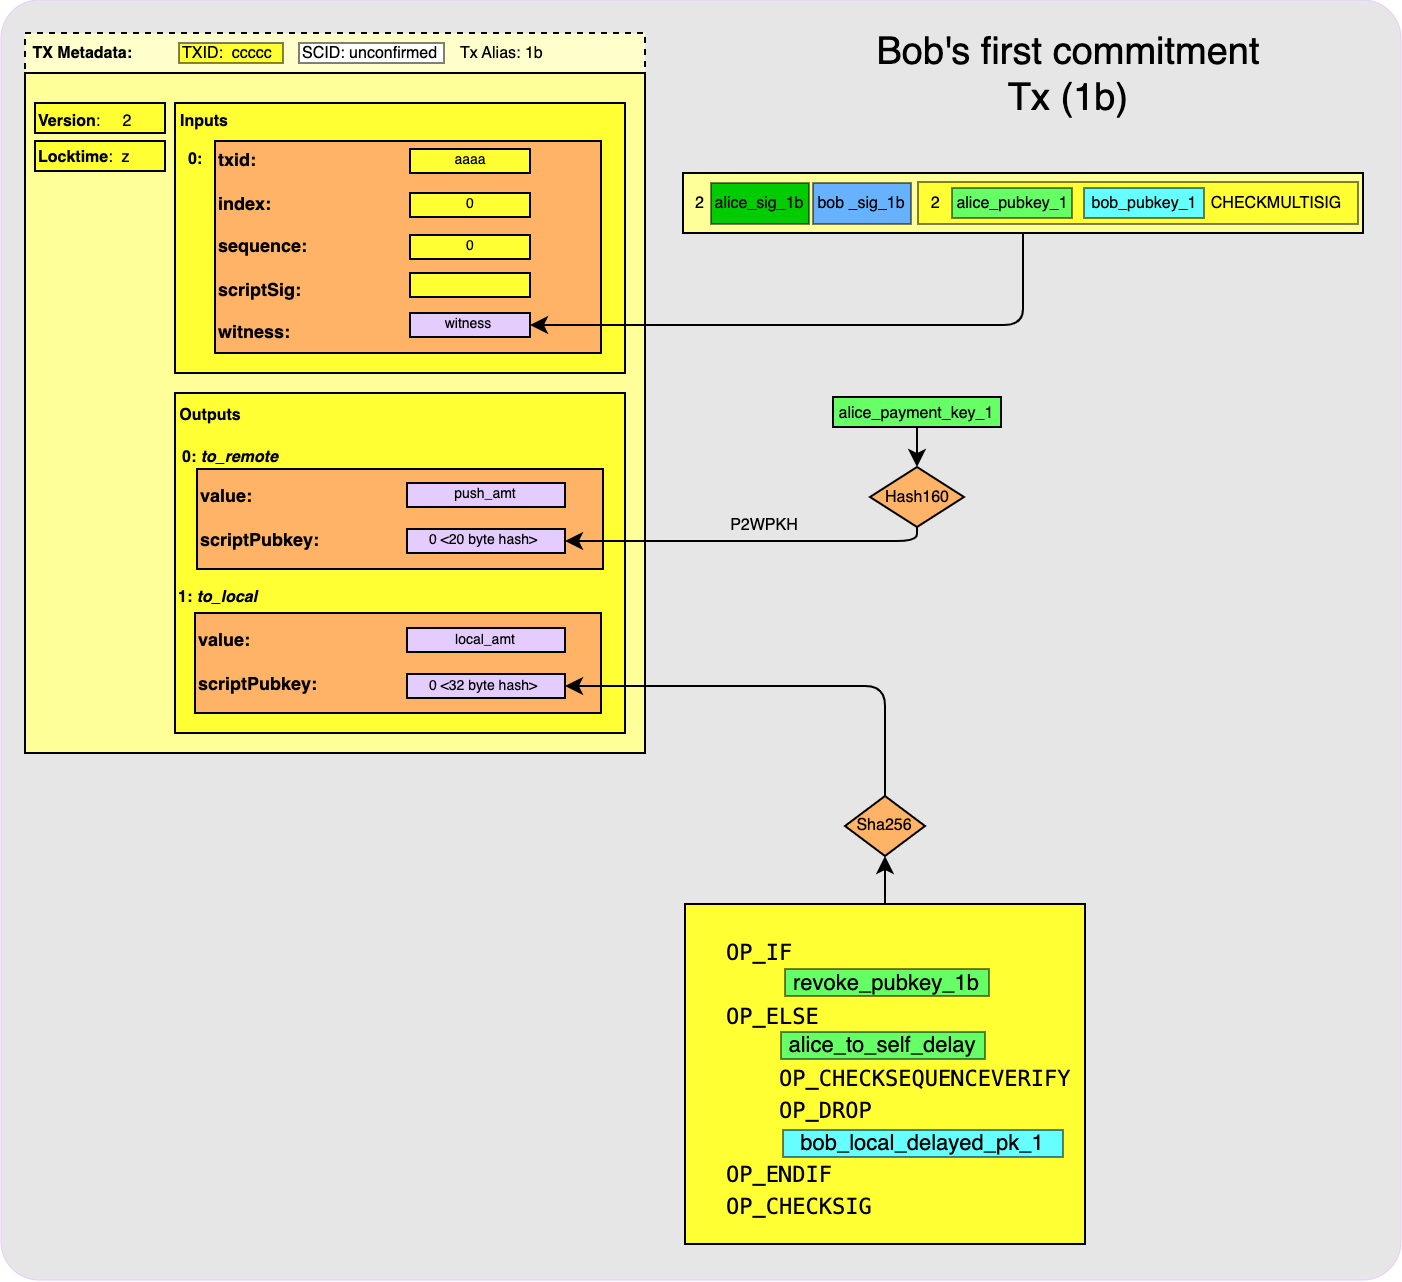 Bob's first commitment
Tx (1b)
TX Metadata: TXID: ccccc SCID: unconfirmed Tx Alias: 1b
Version: 2
Locktime: z
Inputs
0:
txid: aaaa
index: 0
sequence: 0
scriptSig:
witness: witness
2 alice_sig_1b bob _sig_1b 2 alice_pubkey_1 bob_pubkey_1 CHECKMULTISIG
Outputs
0: to_remote
value: push_amt
scriptPubkey: 0 <20 byte hash>
alice_payment_key_1
Hash160
P2WPKH
1: to_local
value: local_amt
scriptPubkey: 0 <32 byte hash>
Sha256
OP_IF
revoke_pubkey_1b
OP_ELSE
alice_to_self_delay
OP_CHECKSEQUENCEVERIFY
OP_DROP
bob_local_delayed_pk_1
OP_ENDIF
OP_CHECKSIG